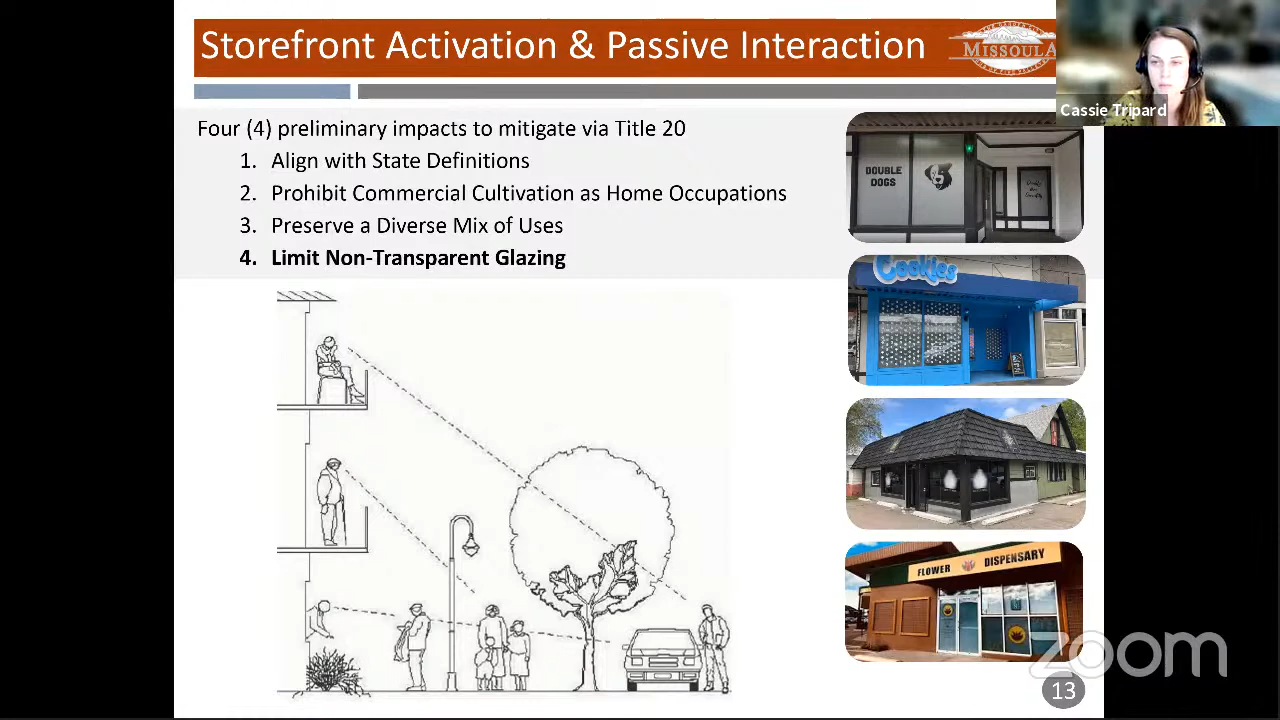 Storefront Activation & Passive Interaction
MISSOULA
Cassie Tripard
Four (4) preliminary impacts to mitigate via Title 20
1. Align with State Definitions
2. Prohibit Commercial Cultivation as Home Occupations
3. Preserve a Diverse Mix of Uses
4. Limit Non-Transparent Glazing
DOUBLE
DOGS
Cookies
FLOWER DISPENSARY
zoom
13